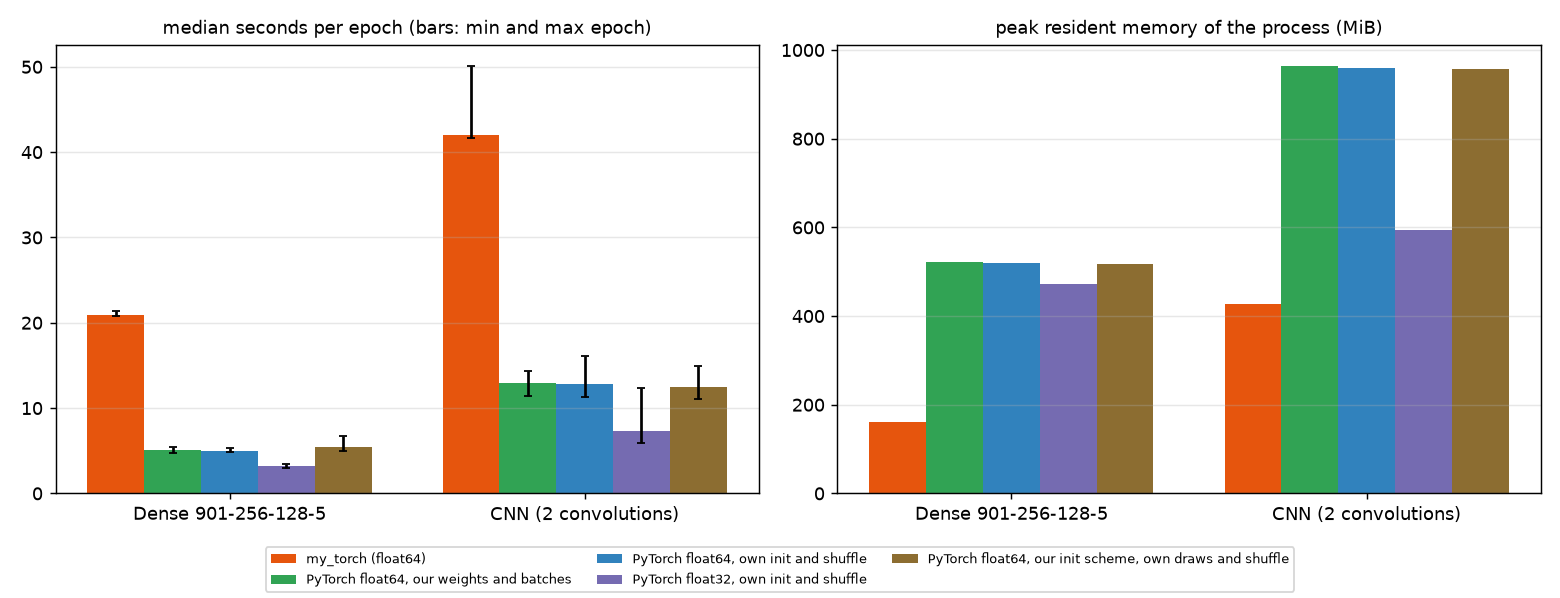 median seconds per epoch (bars: min and max epoch)
50
40
30
20
10
0
Dense 901-256-128-5
CNN (2 convolutions)
peak resident memory of the process (MiB)
1000
800
600
400
200
0
Dense 901-256-128-5
CNN (2 convolutions)
my_torch (float64)
PyTorch float64, our weights and batches
PyTorch float64, own init and shuffle
PyTorch float32, own init and shuffle
PyTorch float64, our init scheme, own draws and shuffle